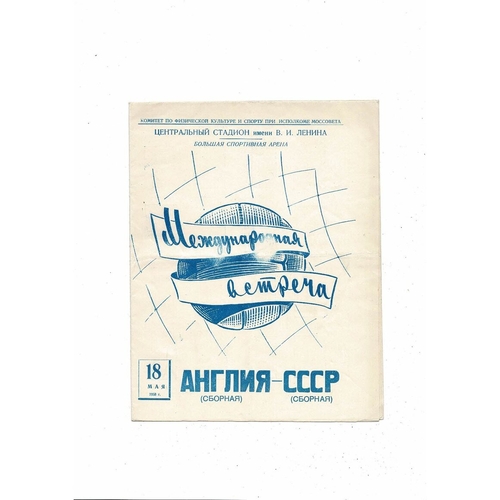 КОМИТЕТ ПО ФИЗИЧЕСКОЙ КУЛЬТУРЕ И СПОРТУ ПРИ ИСПОЛКОМЕ МОССОВЕТА
ЦЕНТРАЛЬНЫЙ СТАДИОН имени В. И. ЛЕНИНА
БОЛЬШАЯ СПОРТИВНАЯ АРЕНА
Международная
встреча
18
МАЯ
1958 г.
АНГЛИЯ-СССР
(СБОРНАЯ) (СБОРНАЯ)